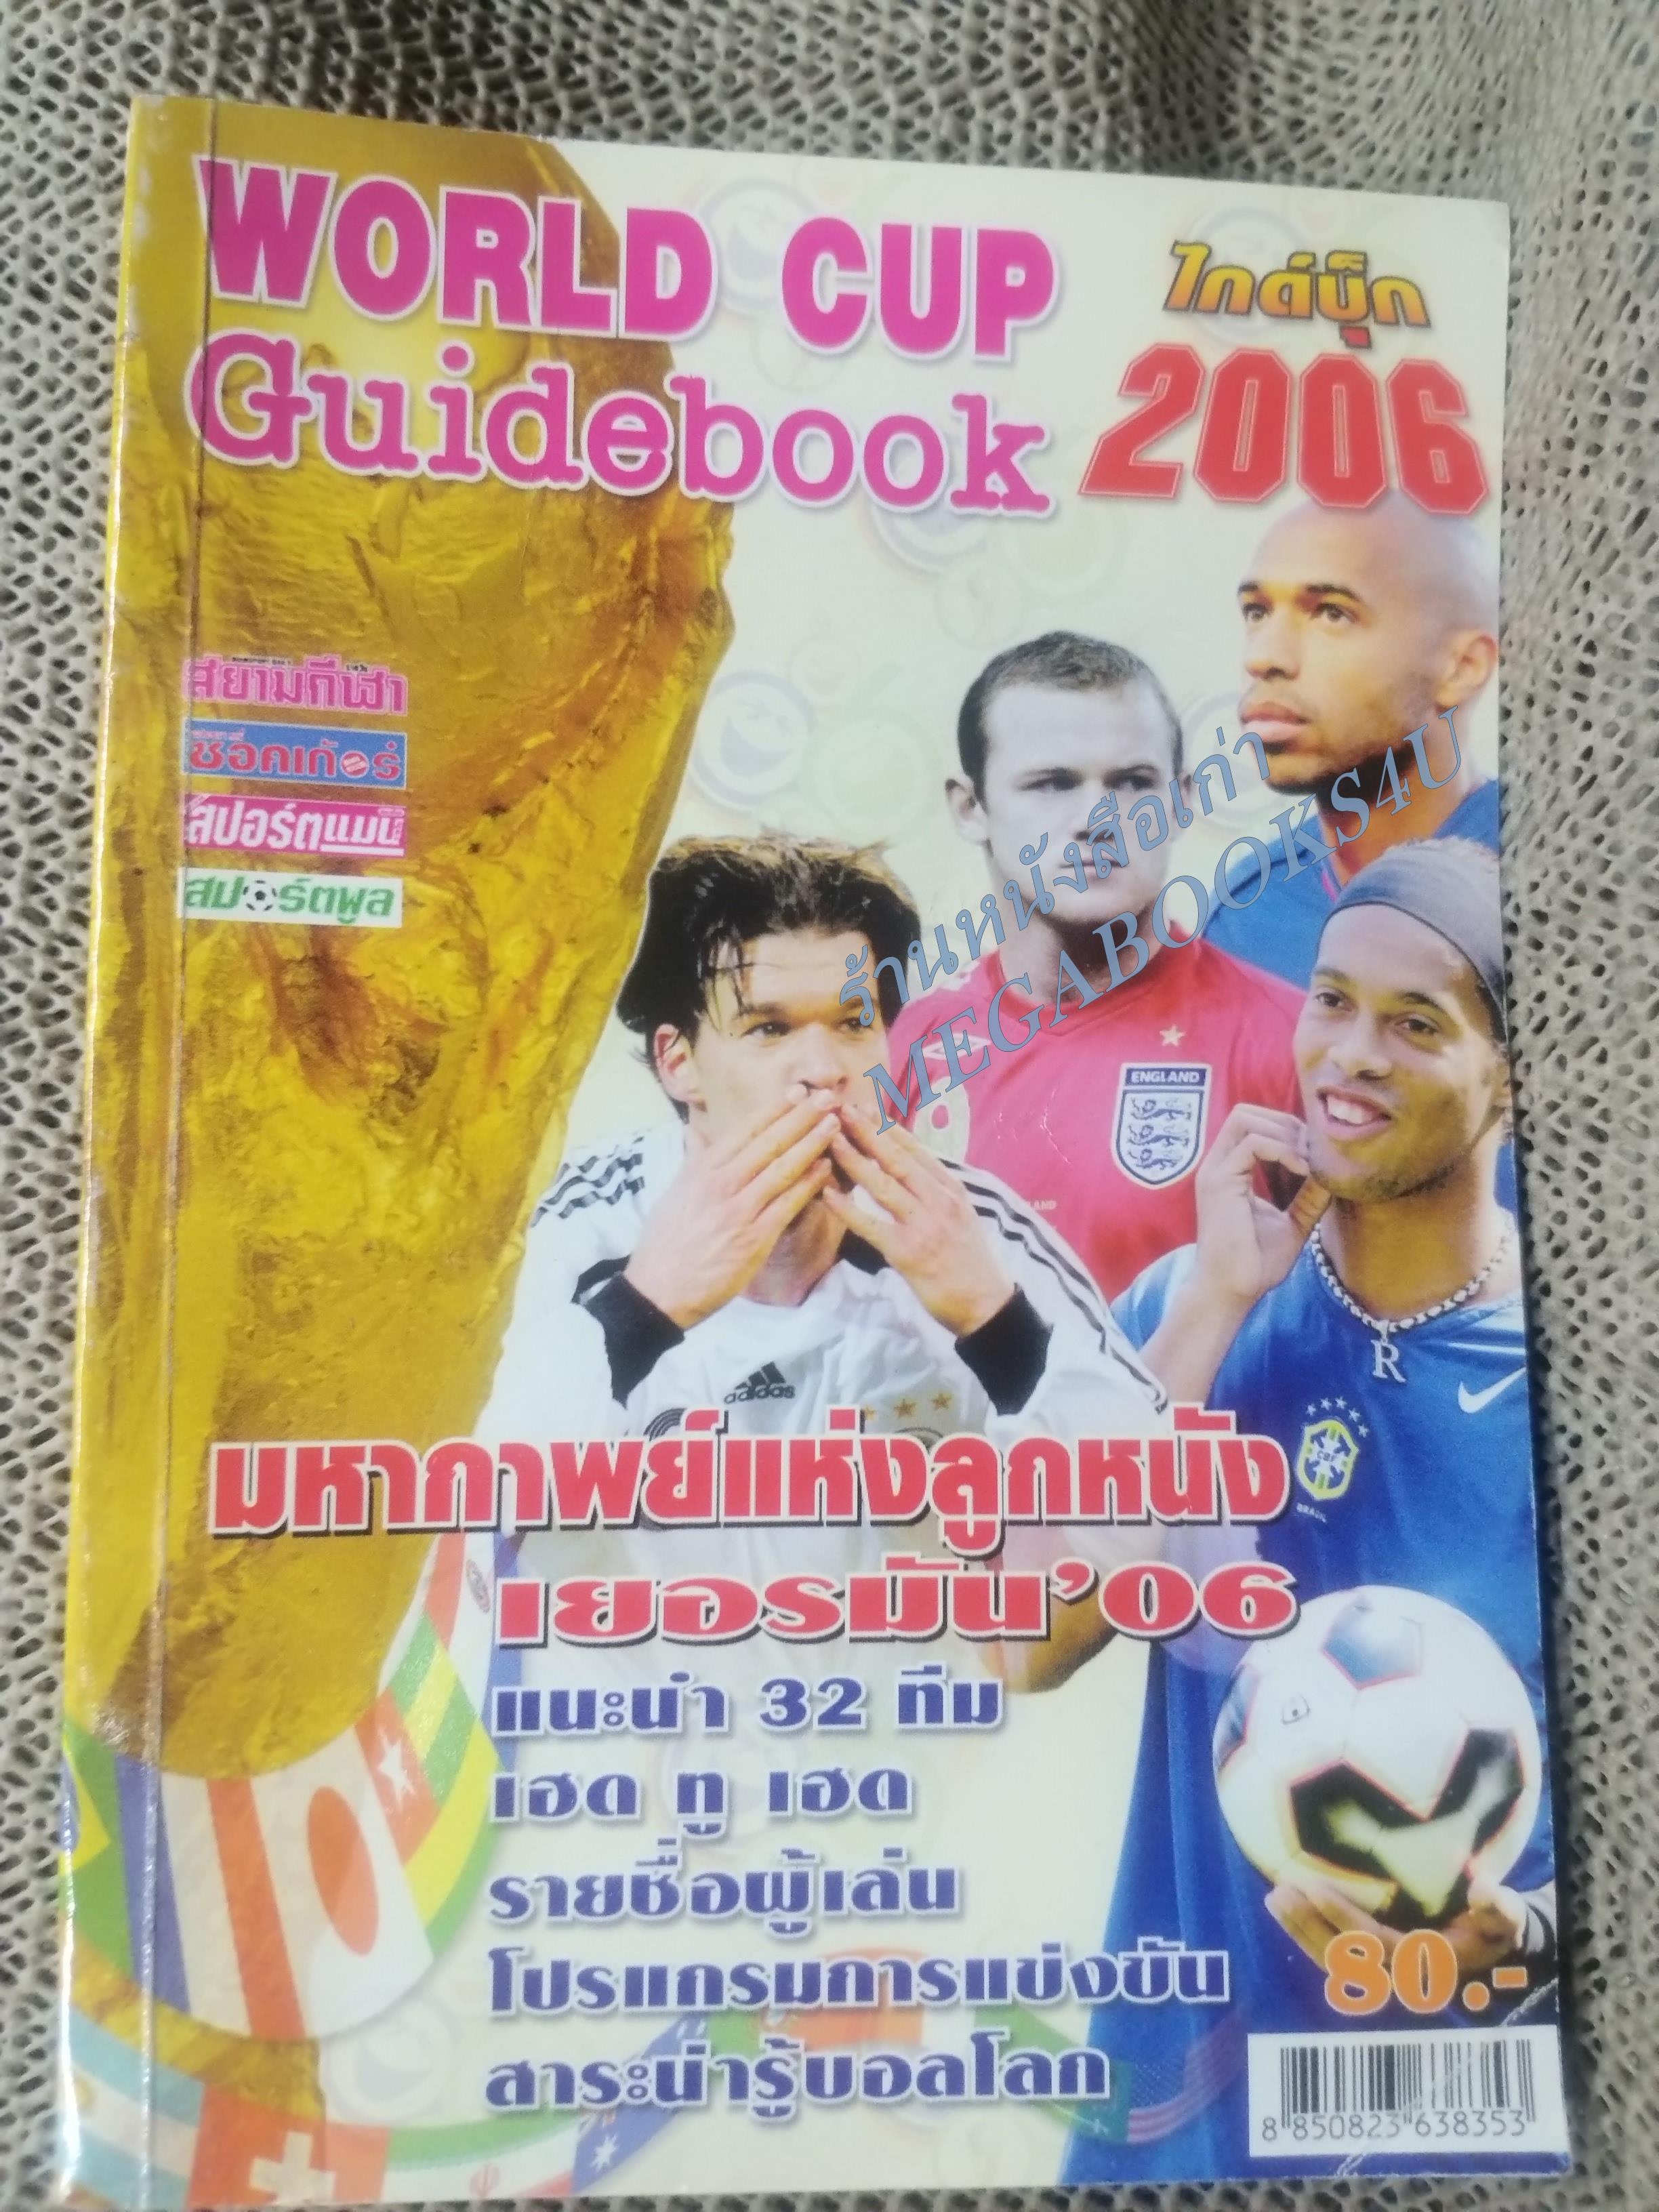 WORLD CUP
Guidebook
ไกด์บุ็ก
2006
สยามกีฬา
ซ็อคเก้อร์
สปอร์ตแมน
สปอร์ตพูล
ร้านหนังสือเก่า
MEGABOOKS4U
ENGLAND
adidas
R
BRASIL
มหากาพย์แห่งลูกหนัง
เยอรมัน'06
แนะนำ 32 ทีม
เฮด ทู เฮด
รายชื่อผู้เล่น
โปรแกรมการแข่งขัน
สาระน่ารู้บอลโลก
80.-
8 850823 638353